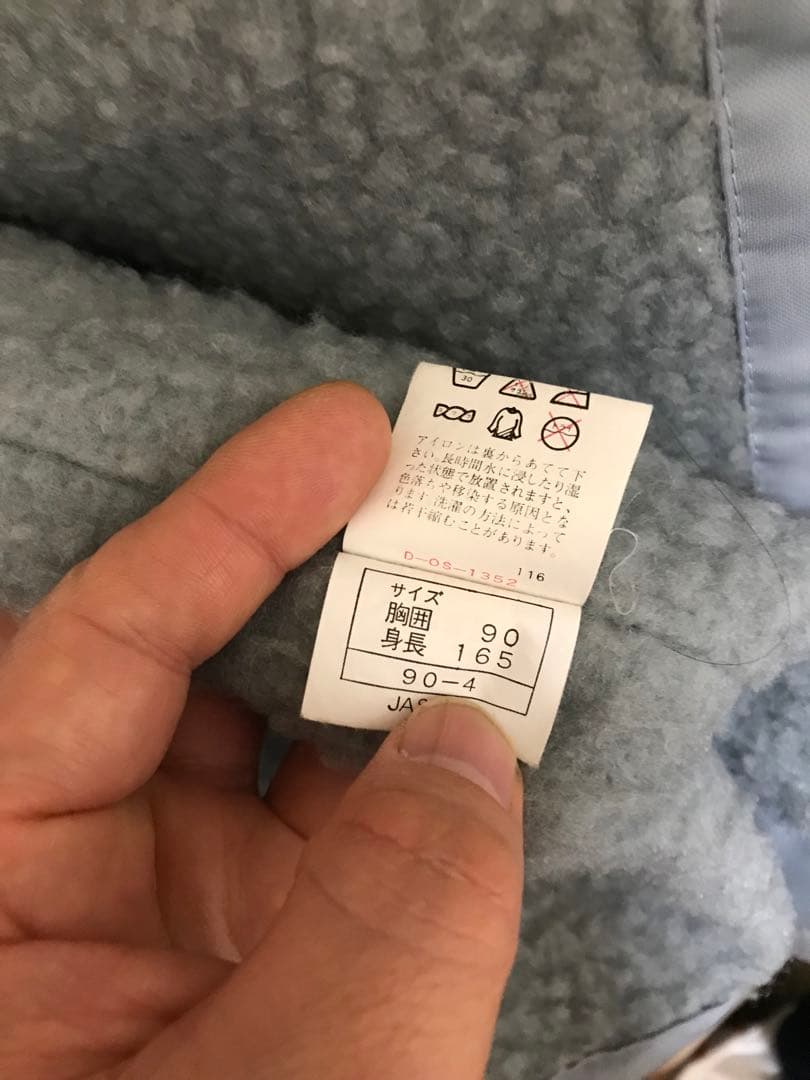 30
アイロンは裏からあてて下
さい。長時間水に浸したり湿
った状態で放置されますと、
色落ちや移染する原因とな
ります 洗濯の方法によって
は若干縮むことがあります。
D-OS-1352 116
サイズ
胸囲 90
身長 165
90-4